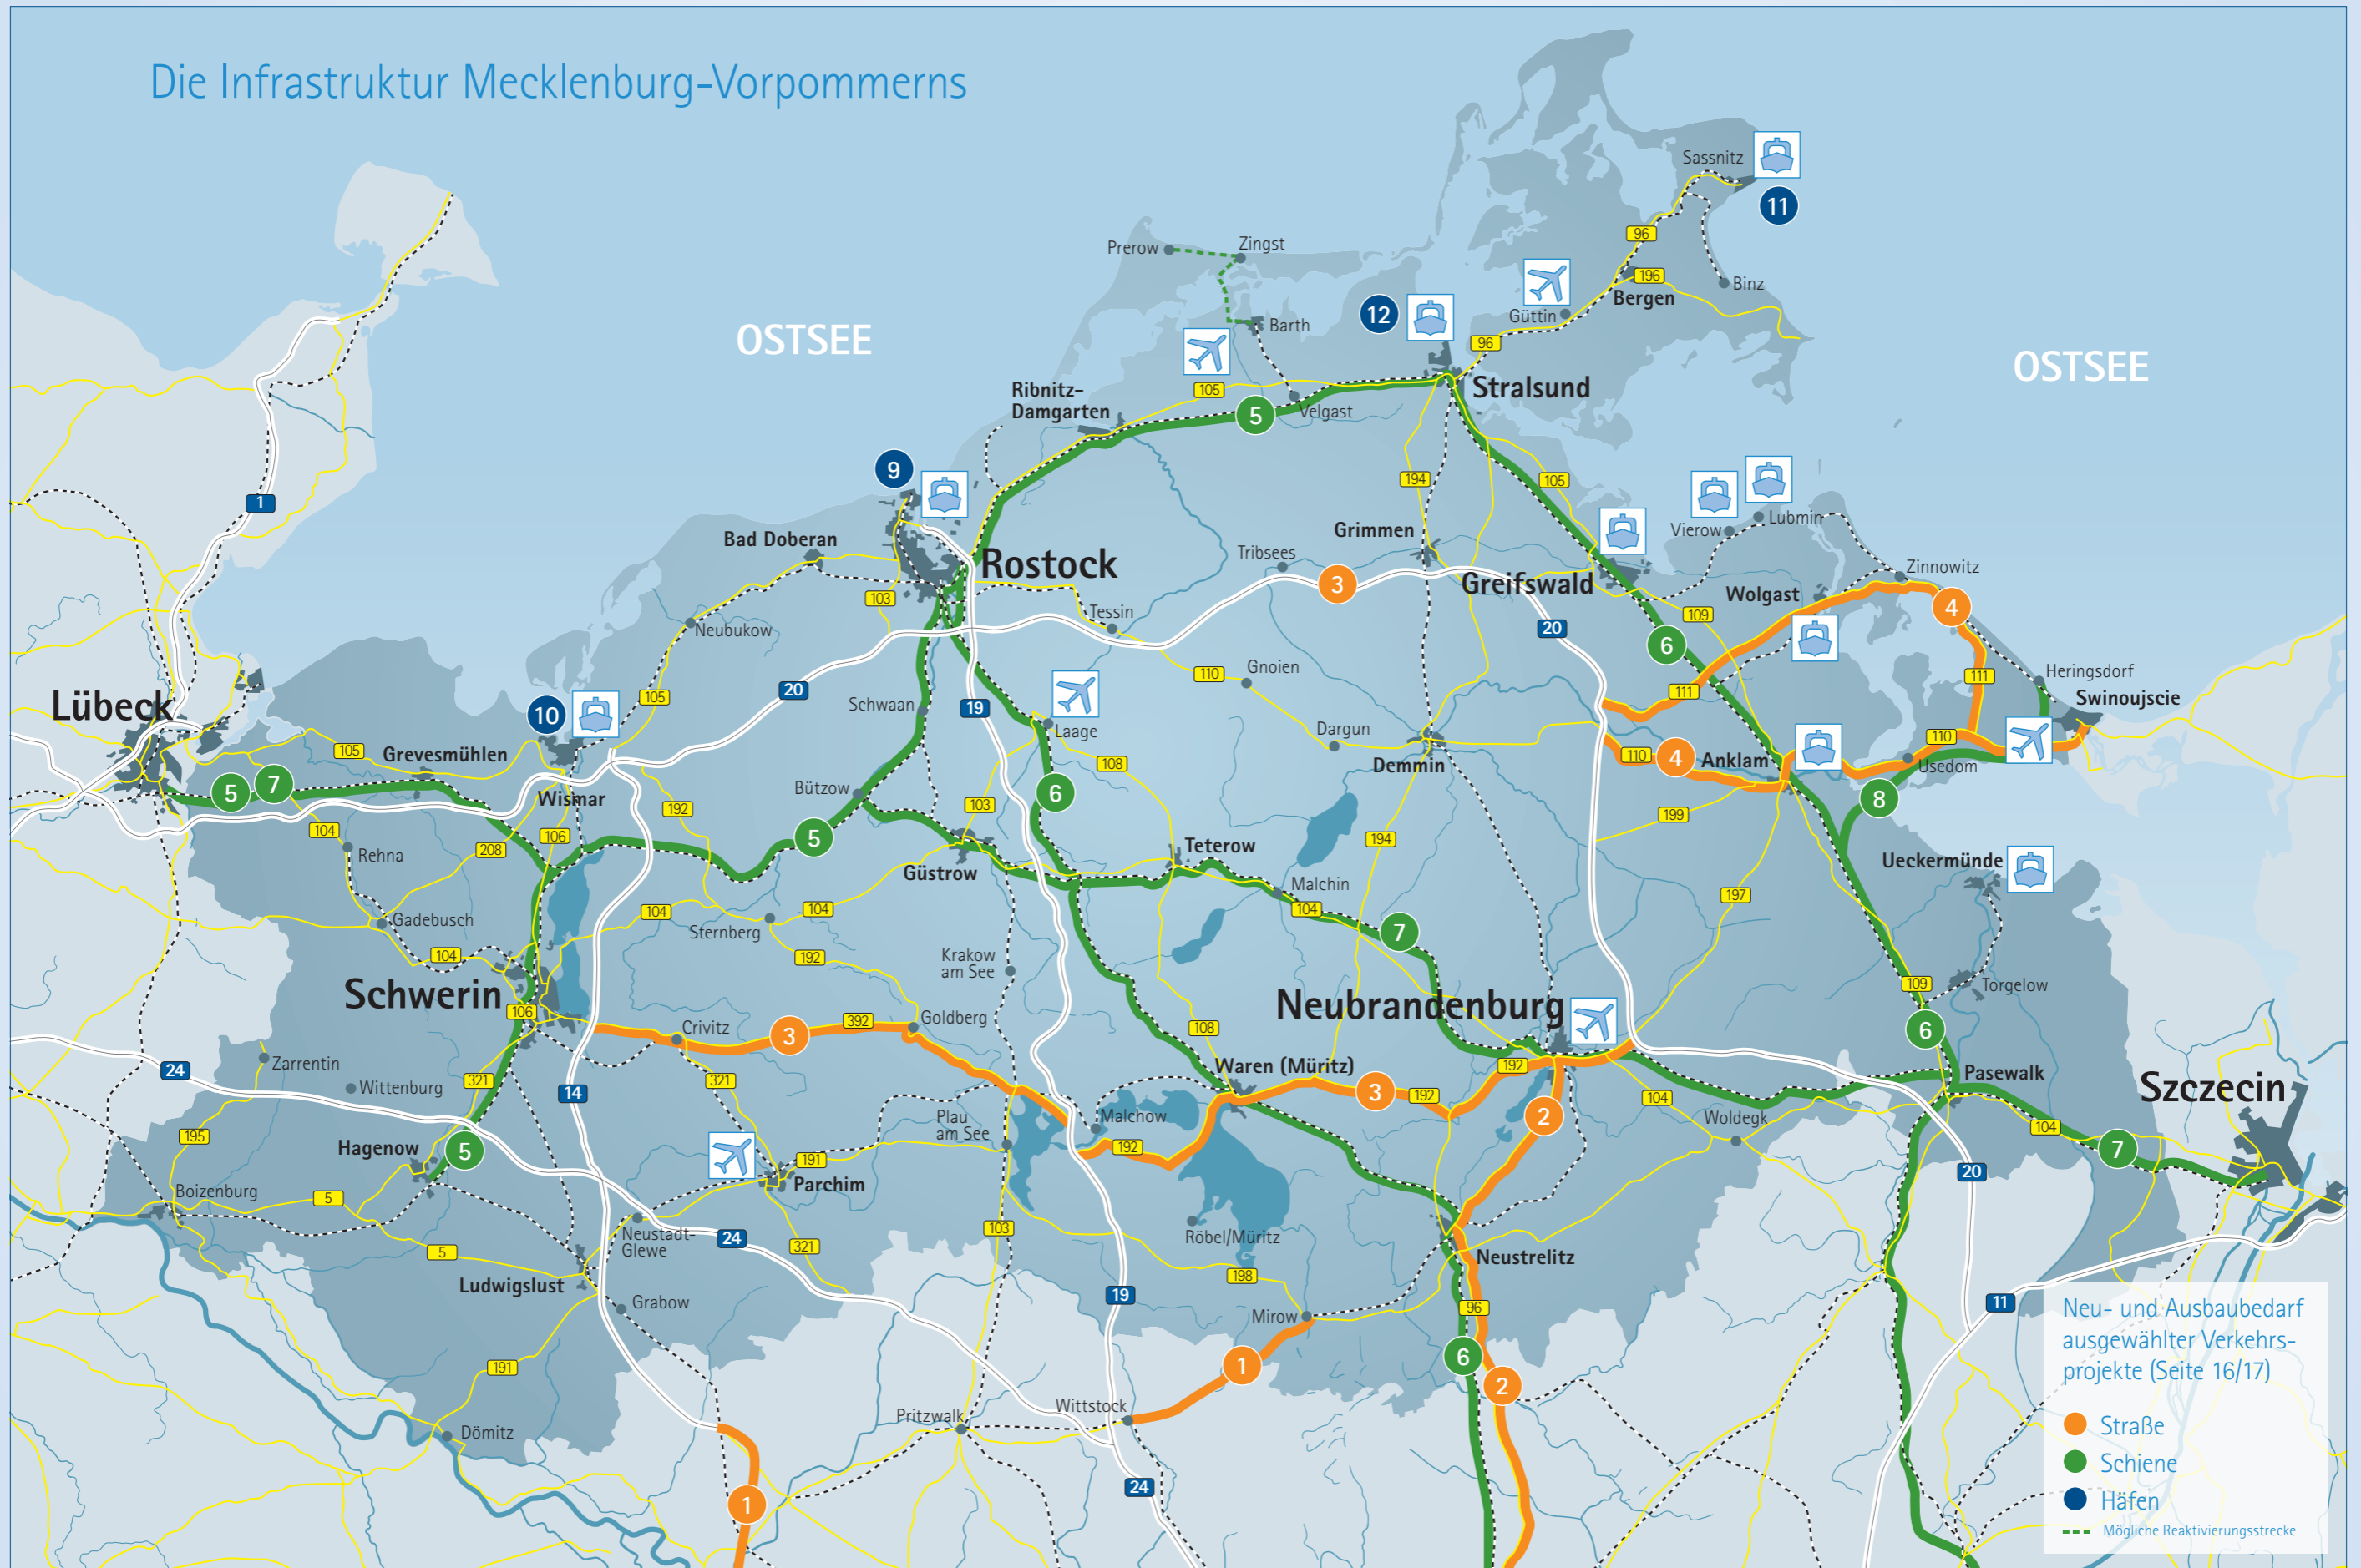 Die Infrastruktur Mecklenburg-Vorpommerns
Sassnitz
11
96
Prerow
Zingst
196
Bergen
Binz
12
Güttin
Barth
OSTSEE
96
OSTSEE
Ribnitz-
Damgarten
105
5
Velgast
Stralsund
9
194
105
1
Vierow
Lubmin
Bad Doberan
Grimmen
Rostock
Tribsees
3
Greifswald
Zinnowitz
Wolgast
4
103
Tessin
109
20
Neubukow
6
110
Gnoien
Heringsdorf
111
111
20
105
Lübeck
10
Schwaan
19
Swinoujscie
Laage
Dargun
105
Grevesmühlen
108
Demmin
110
4
Anklam
110
Usedom
5
7
Bützow
6
8
Wismar
192
103
199
104
106
5
194
208
Rehna
Teterow
Ueckermünde
Güstrow
Malchin
197
104
104
104
Gadebusch
Sternberg
7
104
192
Krakow
am See
109
Torgelow
Schwerin
Neubrandenburg
106
392
Goldberg
108
6
Crivitz
3
Zarrentin
24
Waren (Müritz)
192
Pasewalk
Wittenburg
321
321
14
3
192
104
Szczecin
Plau
am See
Malchow
2
Woldegk
195
192
104
Hagenow
5
7
191
Parchim
20
Boizenburg
5
Neustadt-
Glewe
24
103
Röbel/Müritz
5
321
Neustrelitz
Ludwigslust
198
19
11
Grabow
Mirow
96
Neu- und Ausbaubedarf
ausgewählter Verkehrs-
projekte (Seite 16/17)
191
1
6
2
Wittstock
Pritzwalk
Dömitz
Straße
Schiene
24
1
Häfen
Mögliche Reaktivierungsstrecke